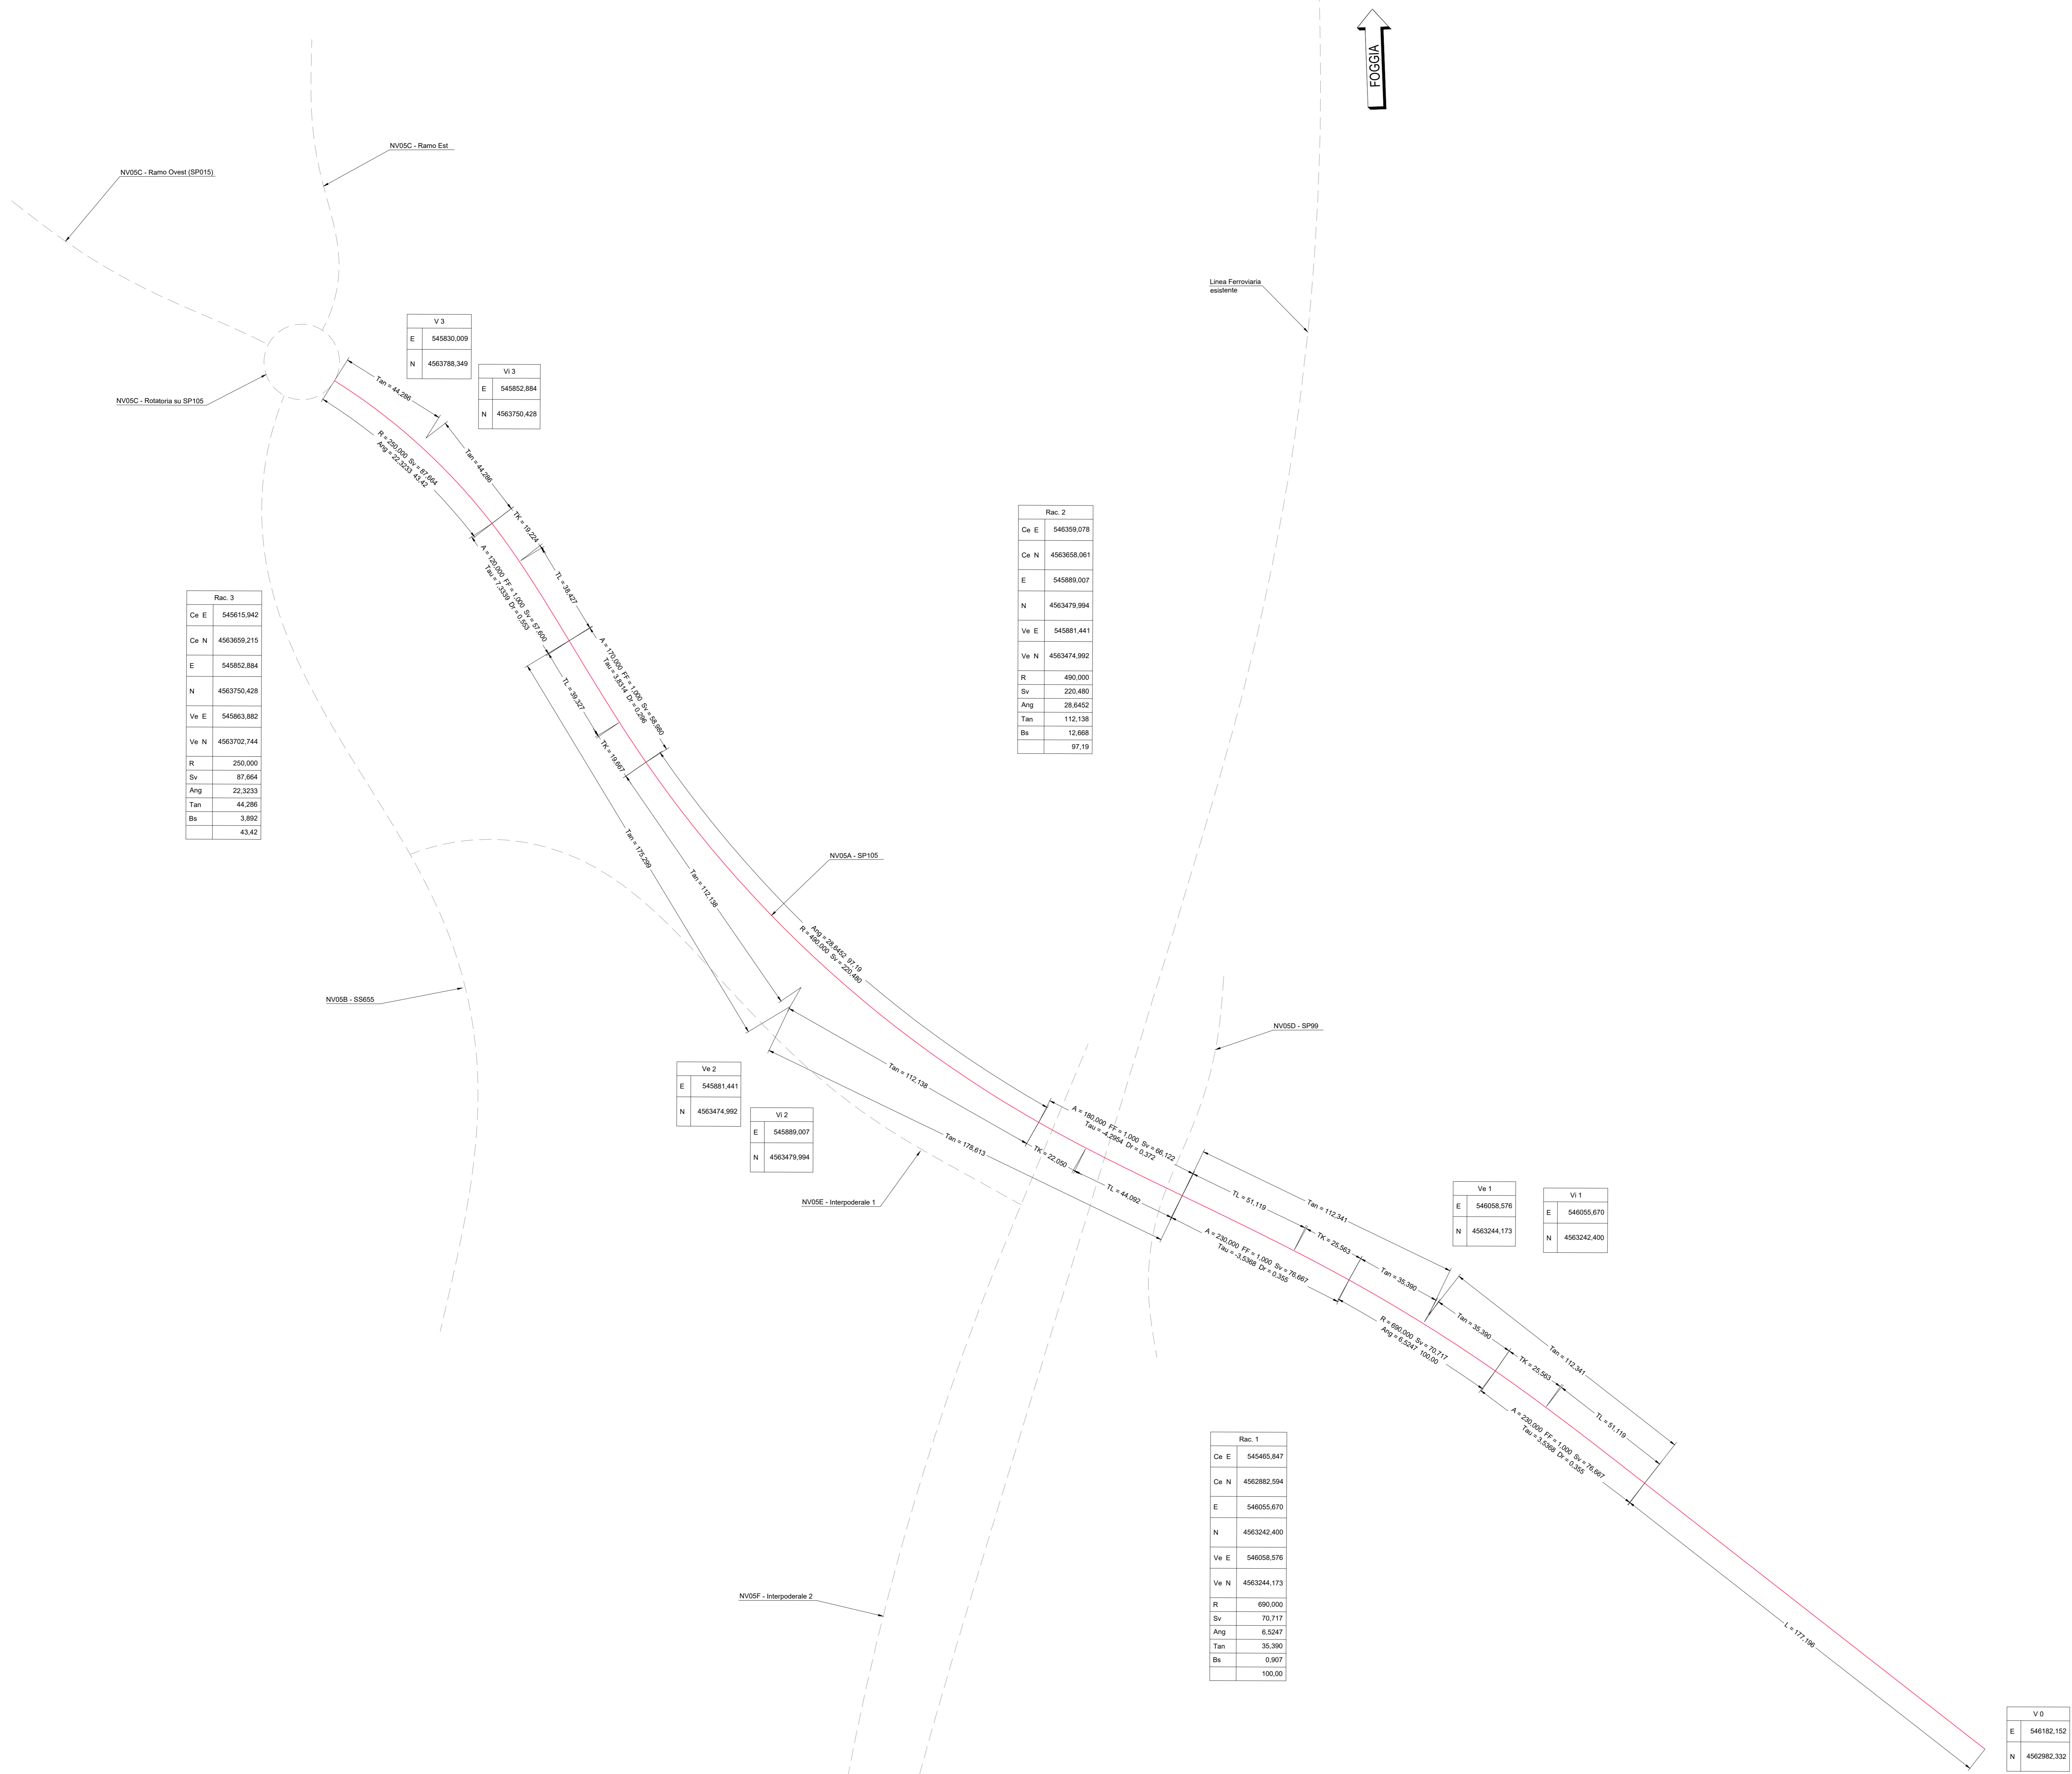 FOGGIA
NV05C - Ramo Est
NV05C - Ramo Ovest (SP015)
Linea Ferroviaria
esistente
V 3
E 545830,009
N 4563788,349
Vi 3
E 545852,884
N 4563750,428
NV05C - Rotatoria su SP105
Tan = 44,286
R = 250,000 Sv = 87,664
Ang = 22,3233 43,42
Tan = 44,286
TK = 19,224
A = 120,000 FF = 1,000 Sv = 57,600
Tau = 7,3339 Dr = 0,553
TL = 38,427
Rac. 2
Ce E 546359,078
Ce N 4563658,061
E 545889,007
N 4563479,994
Ve E 545881,441
Ve N 4563474,992
R 490,000
Sv 220,480
Ang 28,6452
Tan 112,138
Bs 12,668
97,19
Rac. 3
Ce E 545615,942
Ce N 4563659,215
E 545852,884
N 4563750,428
Ve E 545863,882
Ve N 4563702,744
R 250,000
Sv 87,664
Ang 22,3233
Tan 44,286
Bs 3,892
43,42
A = 170,000 FF = 1,000 Sv = 58,980
Tau = 3,8314 Dr = 0,296
TL = 39,327
TK = 19,667
Tan = 175,299
Tan = 112,138
NV05A - SP105
Ang = 28,6452 97,19
R = 490,000 Sv = 220,480
NV05B - SS655
NV05D - SP99
Ve 2
E 545881,441
N 4563474,992
Vi 2
E 545889,007
N 4563479,994
Tan = 112,138
Tan = 178,613
A = 180,000 FF = 1,000 Sv = 66,122
Tau = -4,2954 Dr = 0,372
TK = 22,050
TL = 44,092
NV05E - Interpoderale 1
TL = 51,119
Tan = 112,341
A = 230,000 FF = 1,000 Sv = 76,667
Tau = -3,5368 Dr = 0,355
TK = 25,563
Tan = 35,390
Ve 1
E 546058,576
N 4563244,173
Vi 1
E 546055,670
N 4563242,400
R = 690,000 Sv = 70,717
Ang = 6,5247 100,00
Tan = 35,390
TK = 25,563
Tan = 112,341
TL = 51,119
A = 230,000 FF = 1,000 Sv = 76,667
Tau = 3,5368 Dr = 0,355
Rac. 1
Ce E 545465,847
Ce N 4562882,594
E 546055,670
N 4563242,400
Ve E 546058,576
Ve N 4563244,173
R 690,000
Sv 70,717
Ang 6,5247
Tan 35,390
Bs 0,907
100,00
NV05F - Interpoderale 2
L = 177,196
V 0
E 546182,152
N 4562982,332